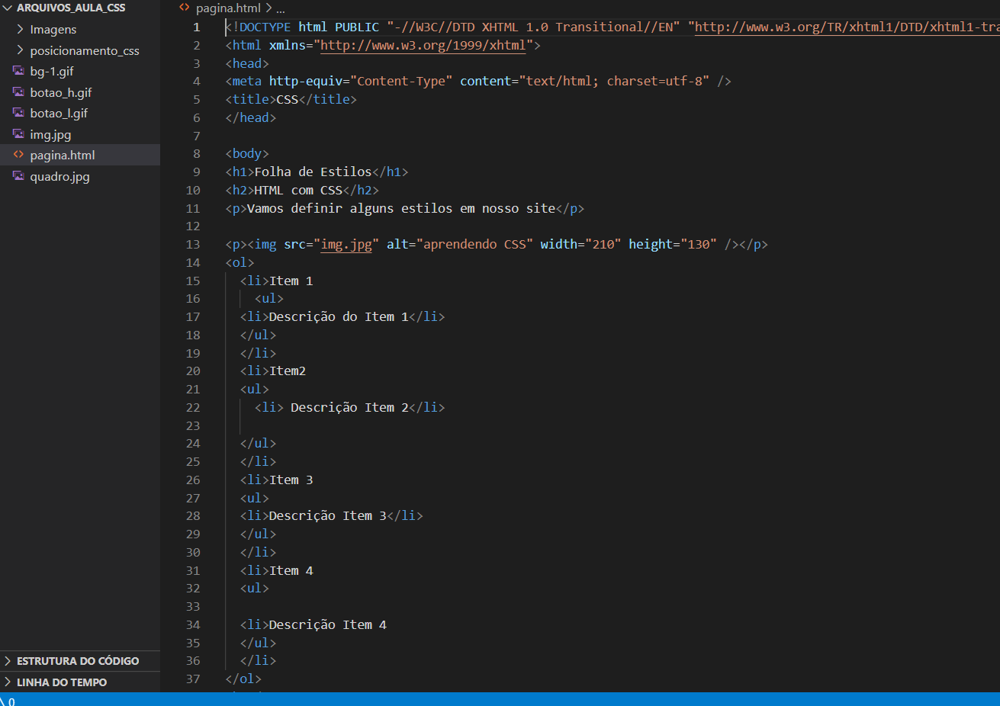 ARQUIVOS_AULA_CSS
Imagens
posicionamento_css
bg-1.gif
botao_h.gif
botao_l.gif
img.jpg
pagina.html
quadro.jpg
ESTRUTURA DO CÓDIGO
LINHA DO TEMPO
0
pagina.html > ...
1 <!DOCTYPE html PUBLIC "-//W3C//DTD XHTML 1.0 Transitional//EN" "http://www.w3.org/TR/xhtml1/DTD/xhtml1-tra
2 <html xmlns="http://www.w3.org/1999/xhtml">
3 <head>
4 <meta http-equiv="Content-Type" content="text/html; charset=utf-8" />
5 <title>CSS</title>
6 </head>
7
8 <body>
9 <h1>Folha de Estilos</h1>
10 <h2>HTML com CSS</h2>
11 <p>Vamos definir alguns estilos em nosso site</p>
12
13 <p><img src="img.jpg" alt="aprendendo CSS" width="210" height="130" /></p>
14 <ol>
15 <li>Item 1
16 <ul>
17 <li>Descrição do Item 1</li>
18 </ul>
19 </li>
20 <li>Item2
21 <ul>
22 <li> Descrição Item 2</li>
23
24 </ul>
25 </li>
26 <li>Item 3
27 <ul>
28 <li>Descrição Item 3</li>
29 </ul>
30 </li>
31 <li>Item 4
32 <ul>
33
34 <li>Descrição Item 4
35 </ul>
36 </li>
37 </ol>